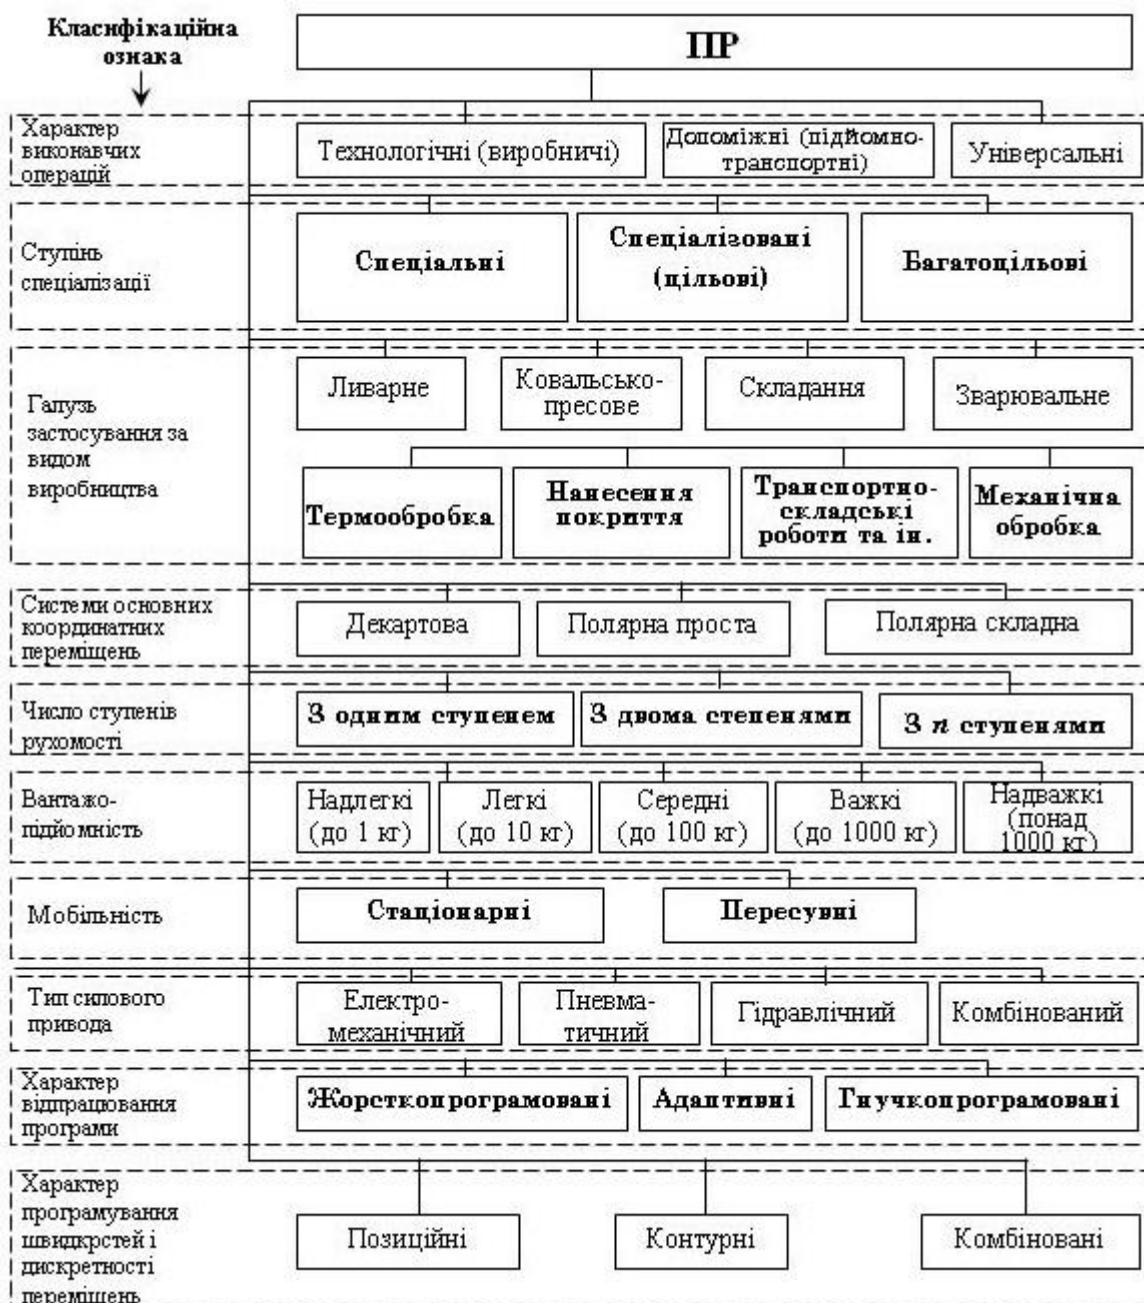 Класифікаційна
ознака
ПР
Характер
виконавчих
операцій
Технологічні (виробничі)
Допоміжні (підйомно-
транспортні)
Універсальні
Ступінь
спеціалізації
Спеціальні
Спеціалізовані
(цільові)
Багатоцільові
Галузь
застосування за
видом
виробництва
Ливарне
Ковальсько-
пресове
Складання
Зварювальне
Термообробка
Нанесення
покриття
Транспортно-
складські
роботи та ін.
Механічна
обробка
Системи основних
координатних
переміщень
Декартова
Полярна проста
Полярна складна
Число ступенів
рухомості
З одним ступенем
З двома степенями
З n ступенями
Вантажо-
підйомність
Надлегкі
(до 1 кг)
Легкі
(до 10 кг)
Середні
(до 100 кг)
Важкі
(до 1000 кг)
Надважкі
(понад
1000 кг)
Мобільність
Стаціонарні
Пересувні
Тип силового
привода
Електро-
механічний
Пневма-
тичний
Гідравлічний
Комбінований
Характер
відпрацювання
програми
Жорсткопрограмовані
Адаптивні
Гнучкопрограмовані
Характер
програмування
швидкрстей і
дискретності
переміщень
Позиційні
Контурні
Комбіновані